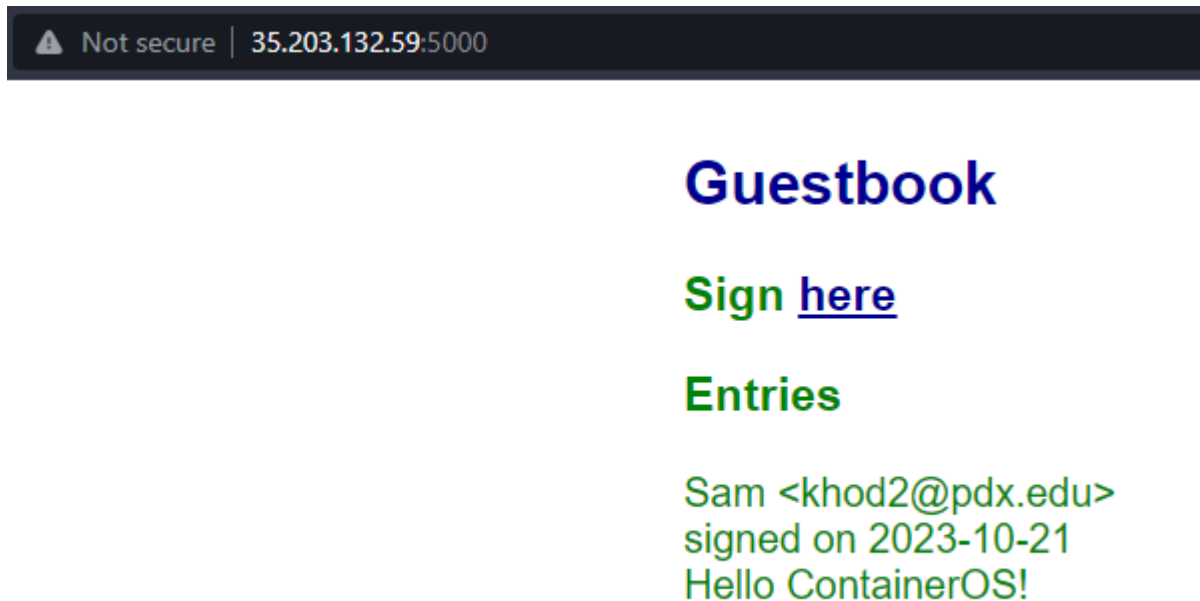 Not secure | 35.203.132.59:5000
Guestbook
Sign here
Entries
Sam <khod2@pdx.edu>
signed on 2023-10-21
Hello ContainerOS!